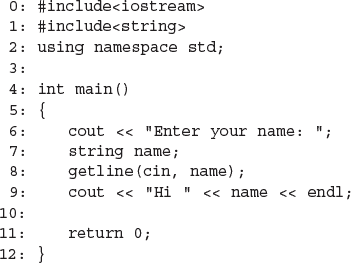 0: #include<iostream>
1: #include<string>
2: using namespace std;
3:
4: int main()
5: {
6:    cout << "Enter your name: ";
7:    string name;
8:    getline(cin, name);
9:    cout << "Hi " << name << endl;
10:
11:    return 0;
12: }